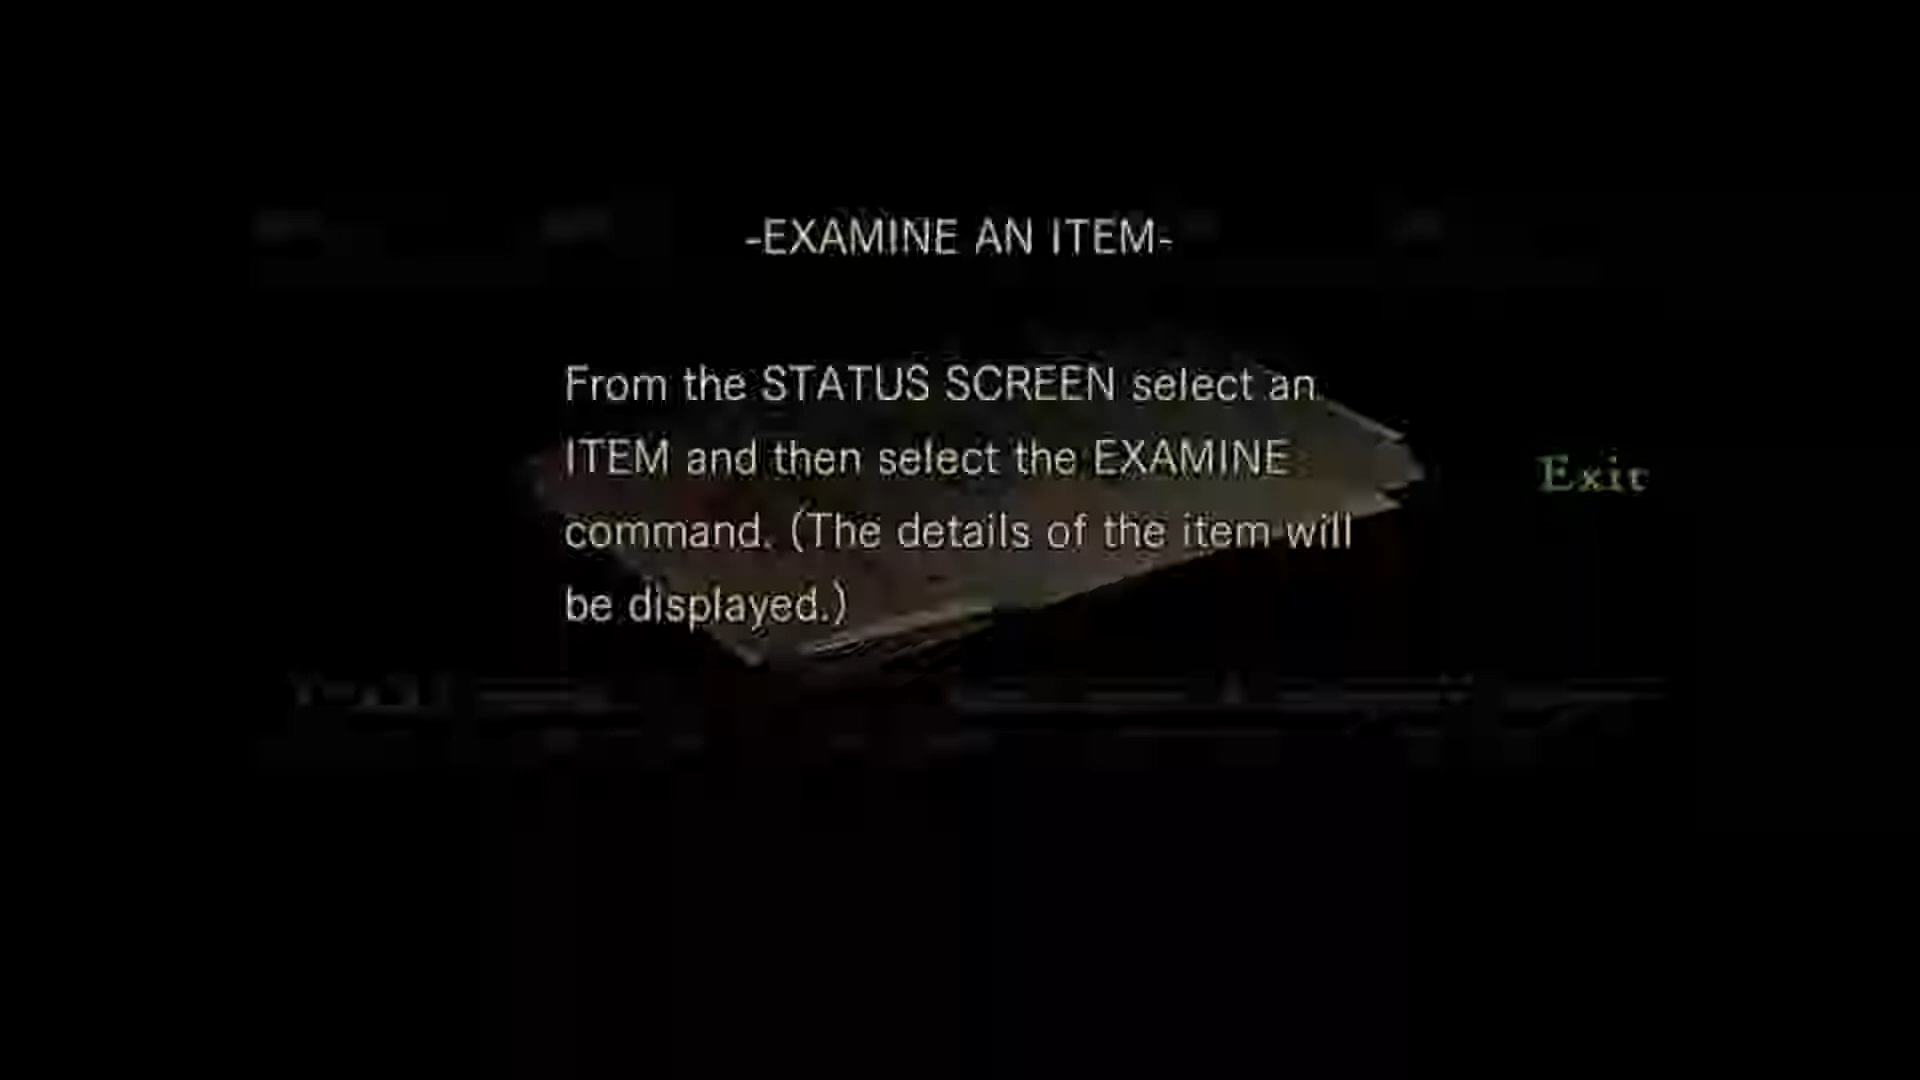 -EXAMINE AN ITEM-
From the STATUS SCREEN select an
ITEM and then select the EXAMINE
command. (The details of the item will
be displayed.)
Exit